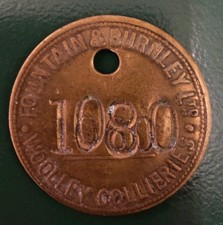 FOUNTAIN & BURNLEY LTD
1080
WOOLLEY COLLIERIES